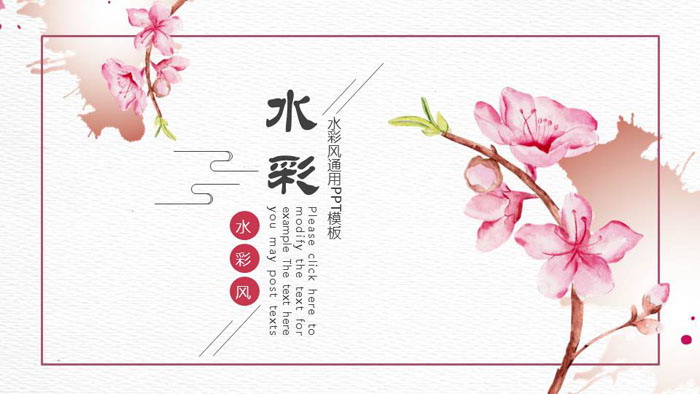 水彩
水彩风通用PPT模板
水彩风
Please click here to
modify the text for
example The text here
you may post texts